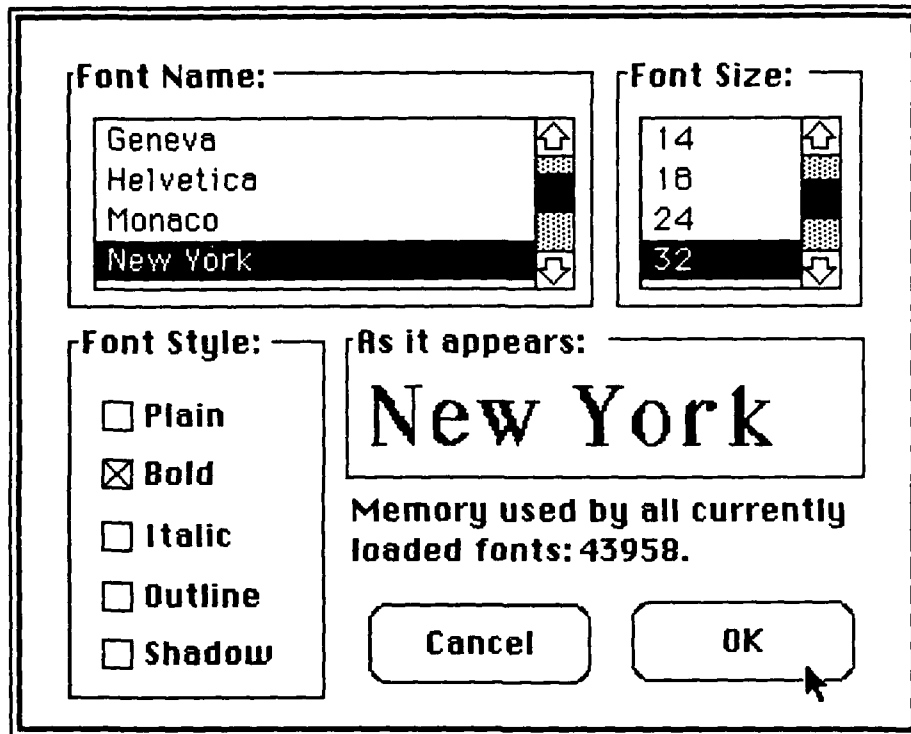 Font Name:
Geneva
Helvetica
Monaco
New York
Font Size:
14
18
24
32
Font Style:
Plain
Bold
Italic
Outline
Shadow
As it appears:
New York
Memory used by all currently
loaded fonts: 43958.
Cancel
OK